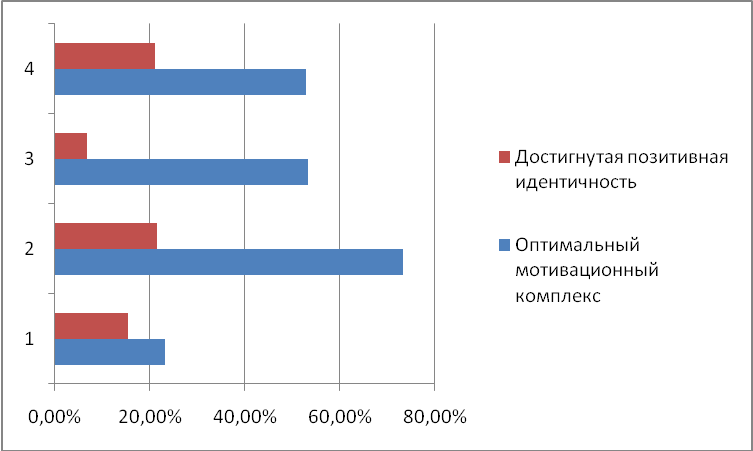 4
3
2
1
0,00%
20,00%
40,00%
60,00%
80,00%
Достигнутая позитивная
идентичность
Оптимальный
мотивационный
комплекс